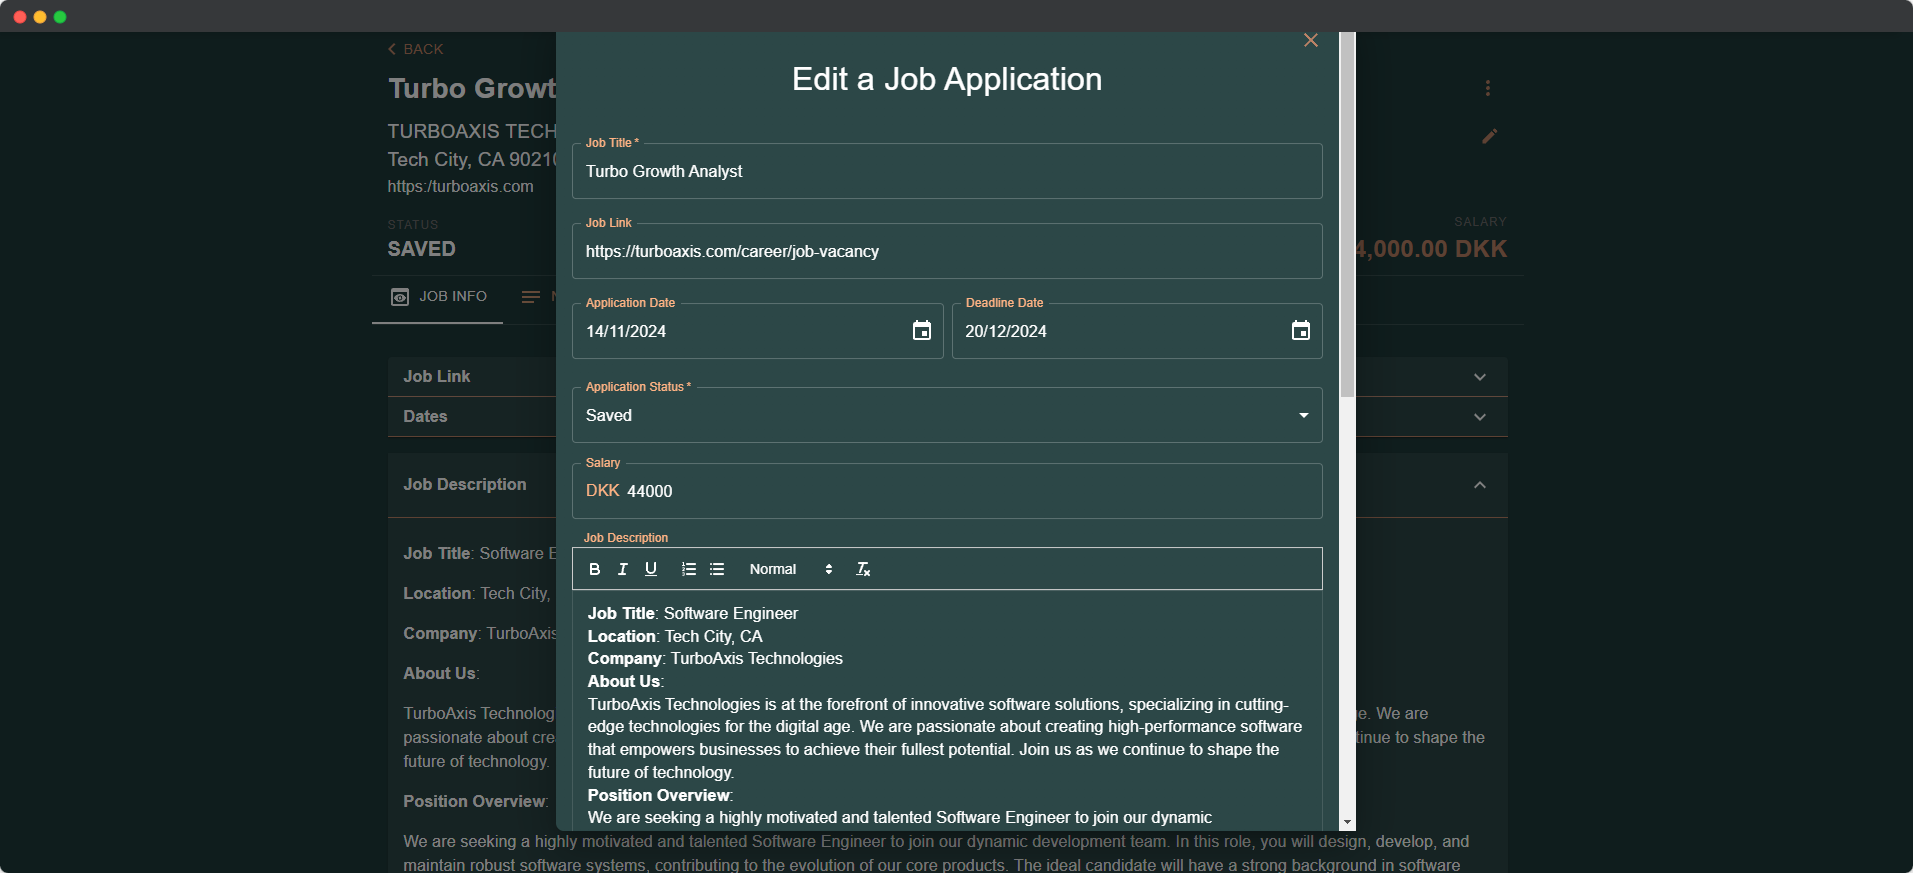 BACK
Edit a Job Application
Turbo Growt
Job Title *
TURBOAXIS TECH
Tech City, CA 90210
Turbo Growth Analyst
https:/turboaxis.com
Job Link
STATUS
SALARY
SAVED
https://turboaxis.com/career/job-vacancy
4,000.00 DKK
JOB INFO
Application Date
Deadline Date
14/11/2024
20/12/2024
Job Link
Application Status *
Dates
Saved
Salary
Job Description
DKK 44000
Job Description
B I U Normal
Job Title: Software E
Location: Tech City,
Company: TurboAxis
About Us:
TurboAxis Technolog
passionate about cre
future of technology.
Position Overview:
Job Title: Software Engineer
Location: Tech City, CA
Company: TurboAxis Technologies
About Us:
TurboAxis Technologies is at the forefront of innovative software solutions, specializing in cutting-
edge technologies for the digital age. We are passionate about creating high-performance software
that empowers businesses to achieve their fullest potential. Join us as we continue to shape the
future of technology.
Position Overview:
We are seeking a highly motivated and talented Software Engineer to join our dynamic
ge. We are
tinue to shape the
We are seeking a highly motivated and talented Software Engineer to join our dynamic development team. In this role, you will design, develop, and
maintain robust software systems, contributing to the evolution of our core products. The ideal candidate will have a strong background in software